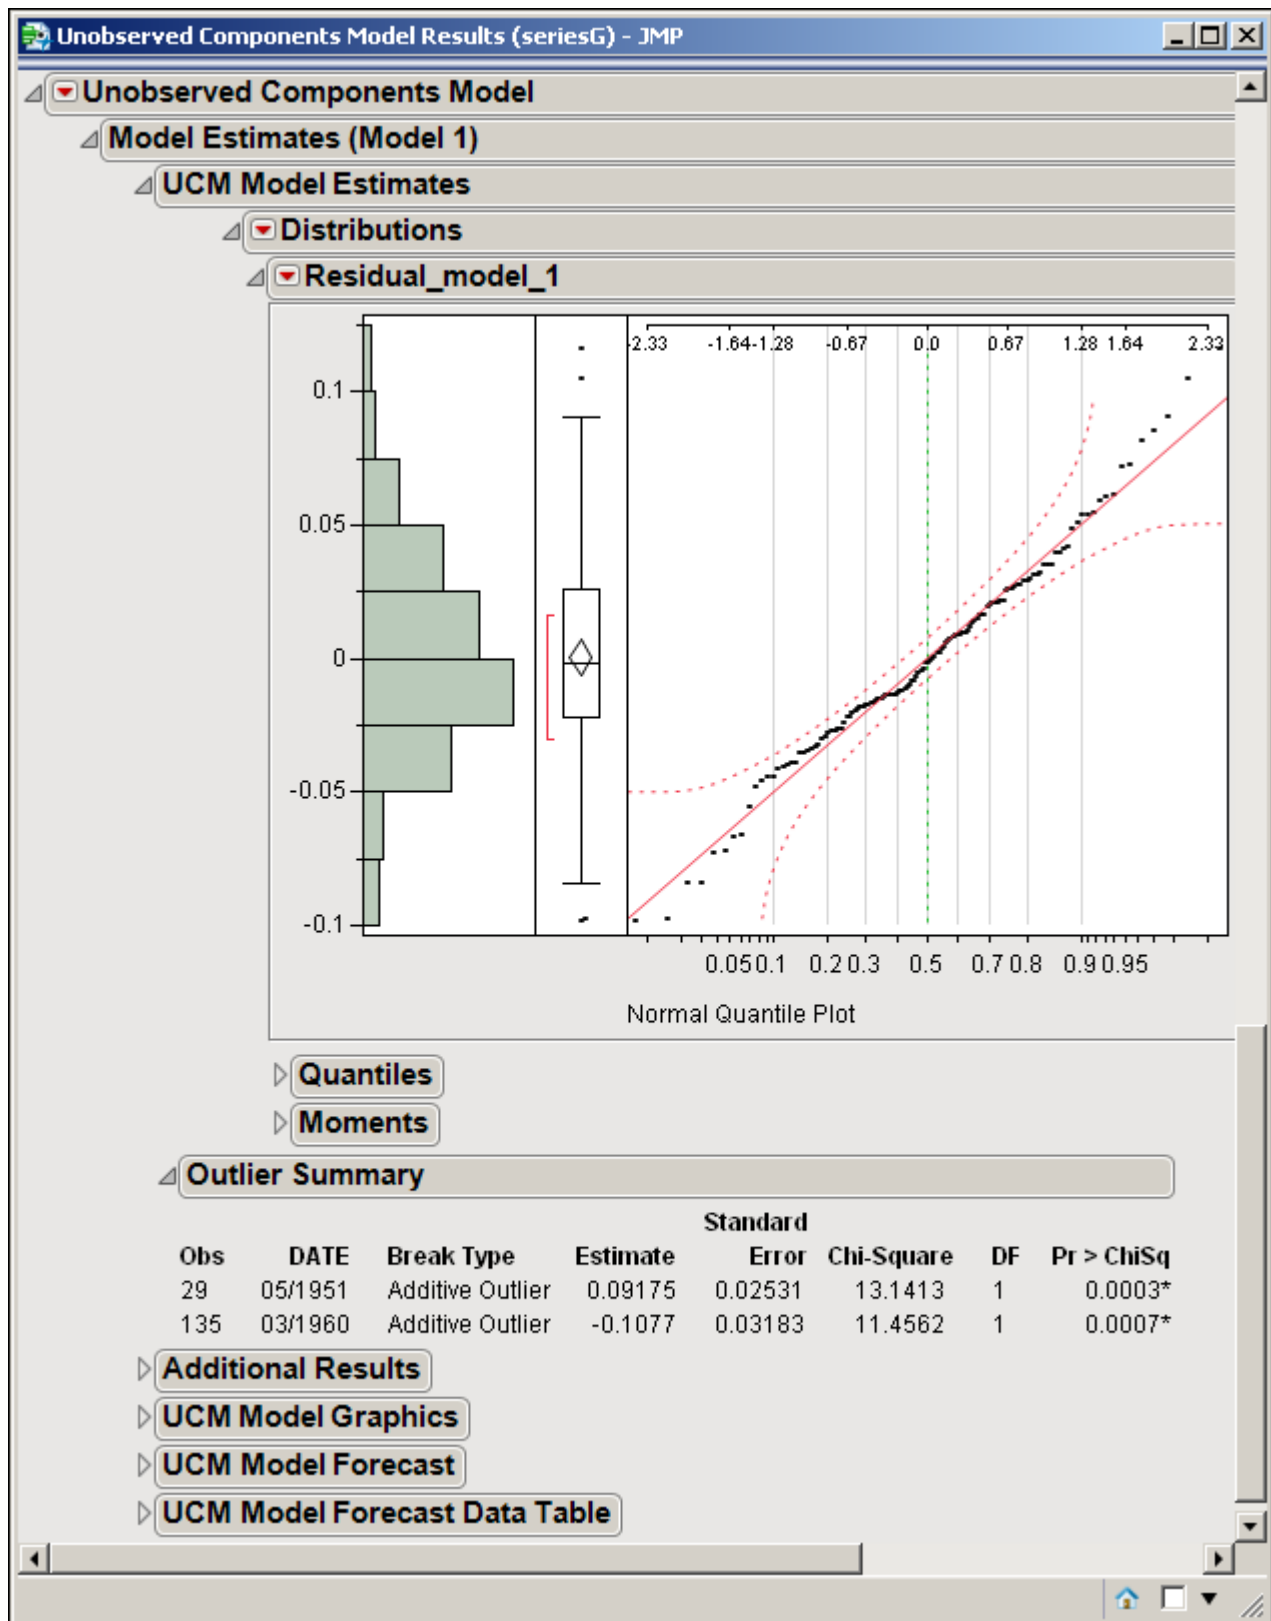 Unobserved Components Model Results (seriesG) - JMP
Unobserved Components Model
Model Estimates (Model 1)
UCM Model Estimates
Distributions
Residual_model_1
-2.33 -1.64 -1.28 -0.67 0.0 0.67 1.28 1.64 2.33
0.1
0.05
0
-0.05
-0.1
0.05 0.1 0.2 0.3 0.5 0.7 0.8 0.9 0.95
Normal Quantile Plot
Quantiles
Moments
Outlier Summary
Standard
Obs DATE Break Type Estimate Error Chi-Square DF Pr > ChiSq
29 05/1951 Additive Outlier 0.09175 0.02531 13.1413 1 0.0003*
135 03/1960 Additive Outlier -0.1077 0.03183 11.4562 1 0.0007*
Additional Results
UCM Model Graphics
UCM Model Forecast
UCM Model Forecast Data Table